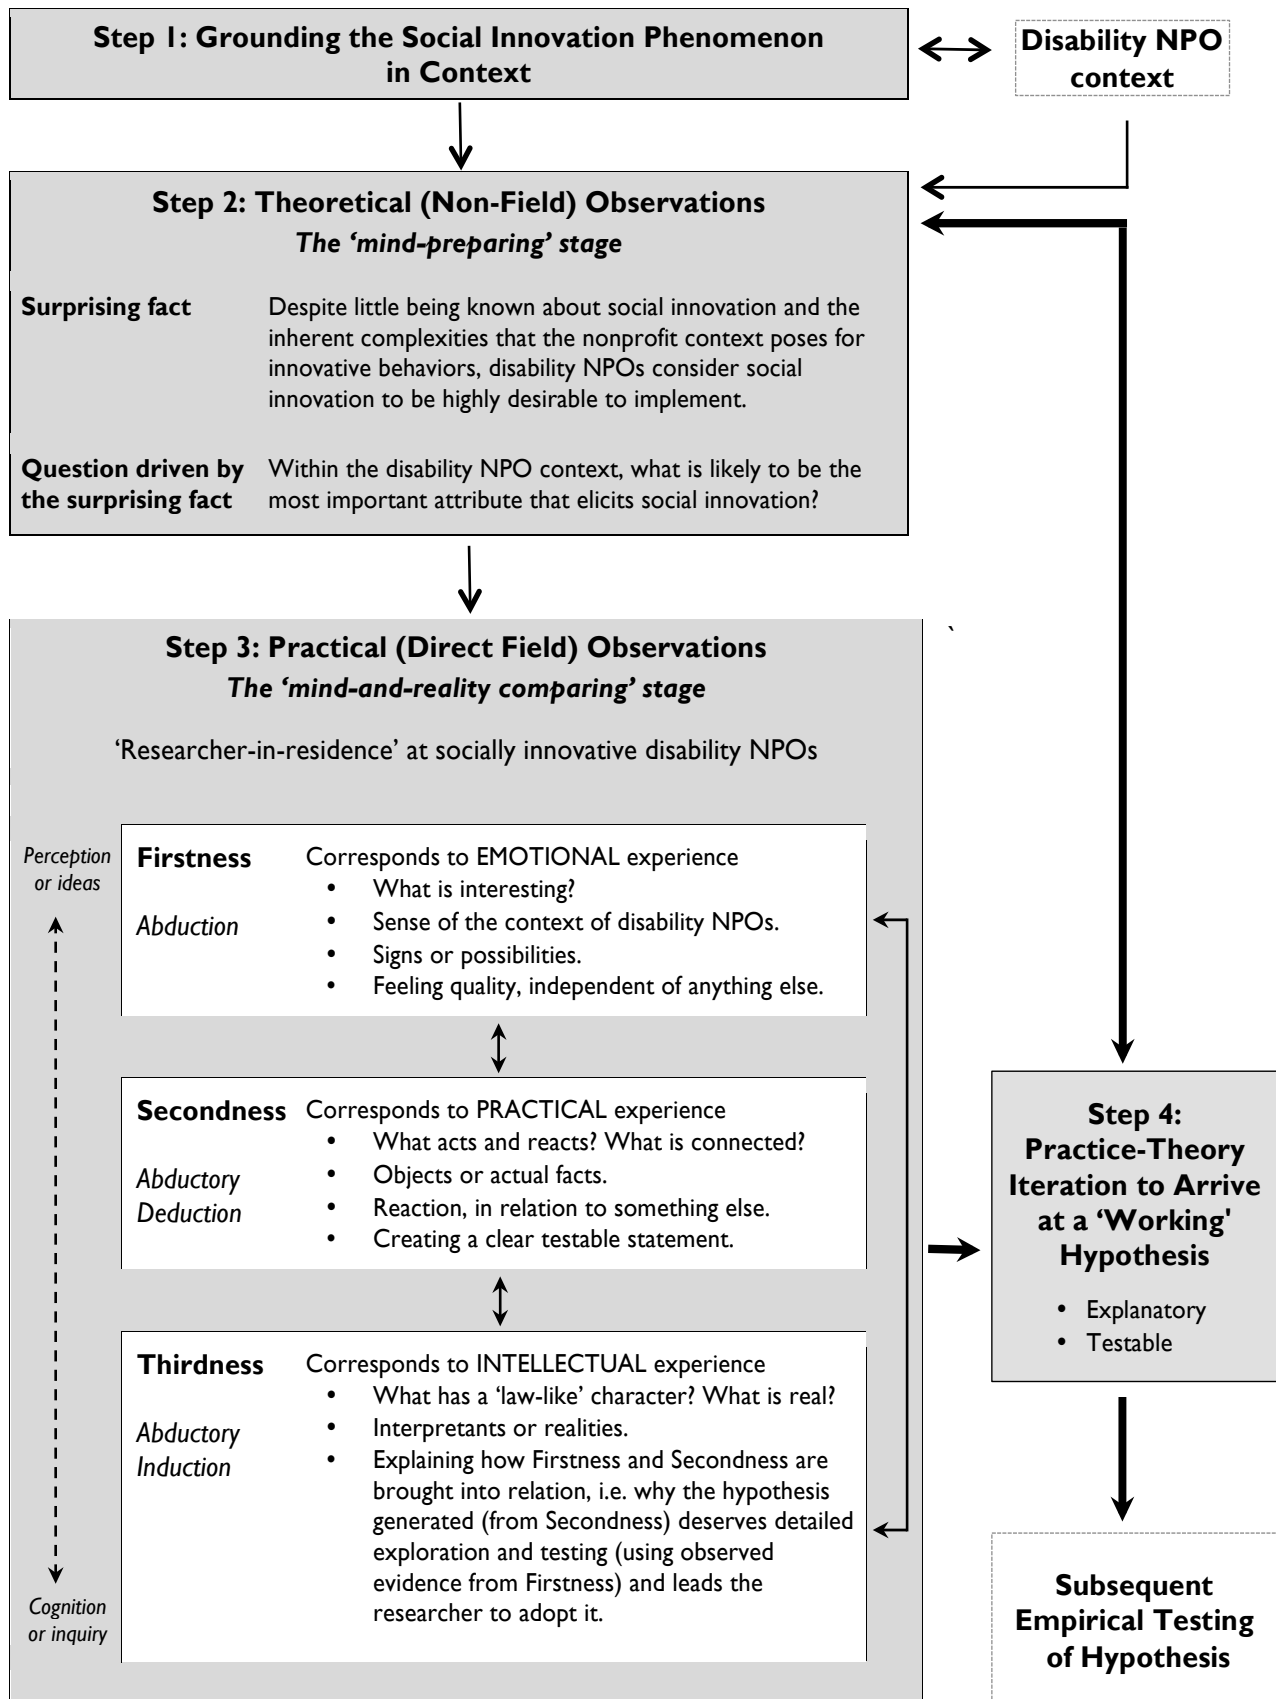 Step 1: Grounding the Social Innovation Phenomenon
in Context
Disability NPO
context
Step 2: Theoretical (Non-Field) Observations
The ‘mind-preparing’ stage
Surprising fact
Despite little being known about social innovation and the
inherent complexities that the nonprofit context poses for
innovative behaviors, disability NPOs consider social
innovation to be highly desirable to implement.
Question driven by
the surprising fact
Within the disability NPO context, what is likely to be the
most important attribute that elicits social innovation?
Step 3: Practical (Direct Field) Observations
The ‘mind-and-reality comparing’ stage
‘Researcher-in-residence’ at socially innovative disability NPOs
`
Perception
or ideas
Firstness
Abduction
Corresponds to EMOTIONAL experience
• What is interesting?
• Sense of the context of disability NPOs.
• Signs or possibilities.
• Feeling quality, independent of anything else.
Secondness
Abductory
Deduction
Corresponds to PRACTICAL experience
• What acts and reacts? What is connected?
• Objects or actual facts.
• Reaction, in relation to something else.
• Creating a clear testable statement.
Thirdness
Abductory
Induction
Corresponds to INTELLECTUAL experience
• What has a ‘law-like’ character? What is real?
• Interpretants or realities.
• Explaining how Firstness and Secondness are
brought into relation, i.e. why the hypothesis
generated (from Secondness) deserves detailed
exploration and testing (using observed
evidence from Firstness) and leads the
researcher to adopt it.
Cognition
or inquiry
Step 4:
Practice-Theory
Iteration to Arrive
at a ‘Working'
Hypothesis
• Explanatory
• Testable
Subsequent
Empirical Testing
of Hypothesis